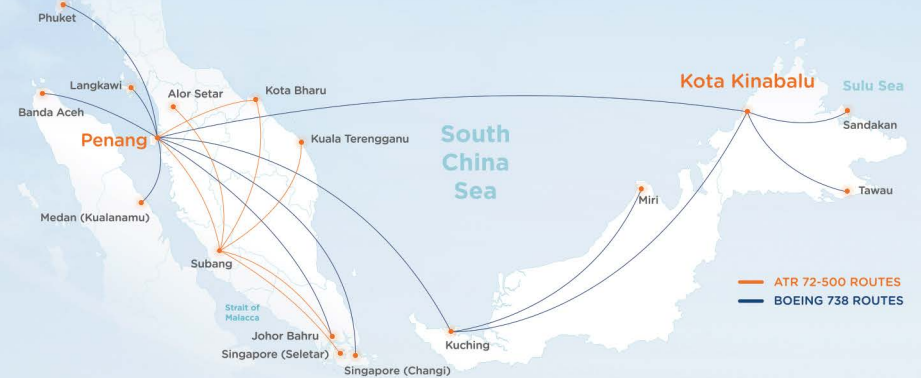 Phuket
Langkawi
Alor Setar
Kota Bharu
Kota Kinabalu
Sulu Sea
Banda Aceh
Sandakan
Penang
Kuala Terengganu
South
China
Sea
Tawau
Miri
Medan (Kualanamu)
Subang
ATR 72-500 ROUTES
BOEING 738 ROUTES
Strait of
Malacca
Johor Bahru
Kuching
Singapore (Seletar)
Singapore (Changi)